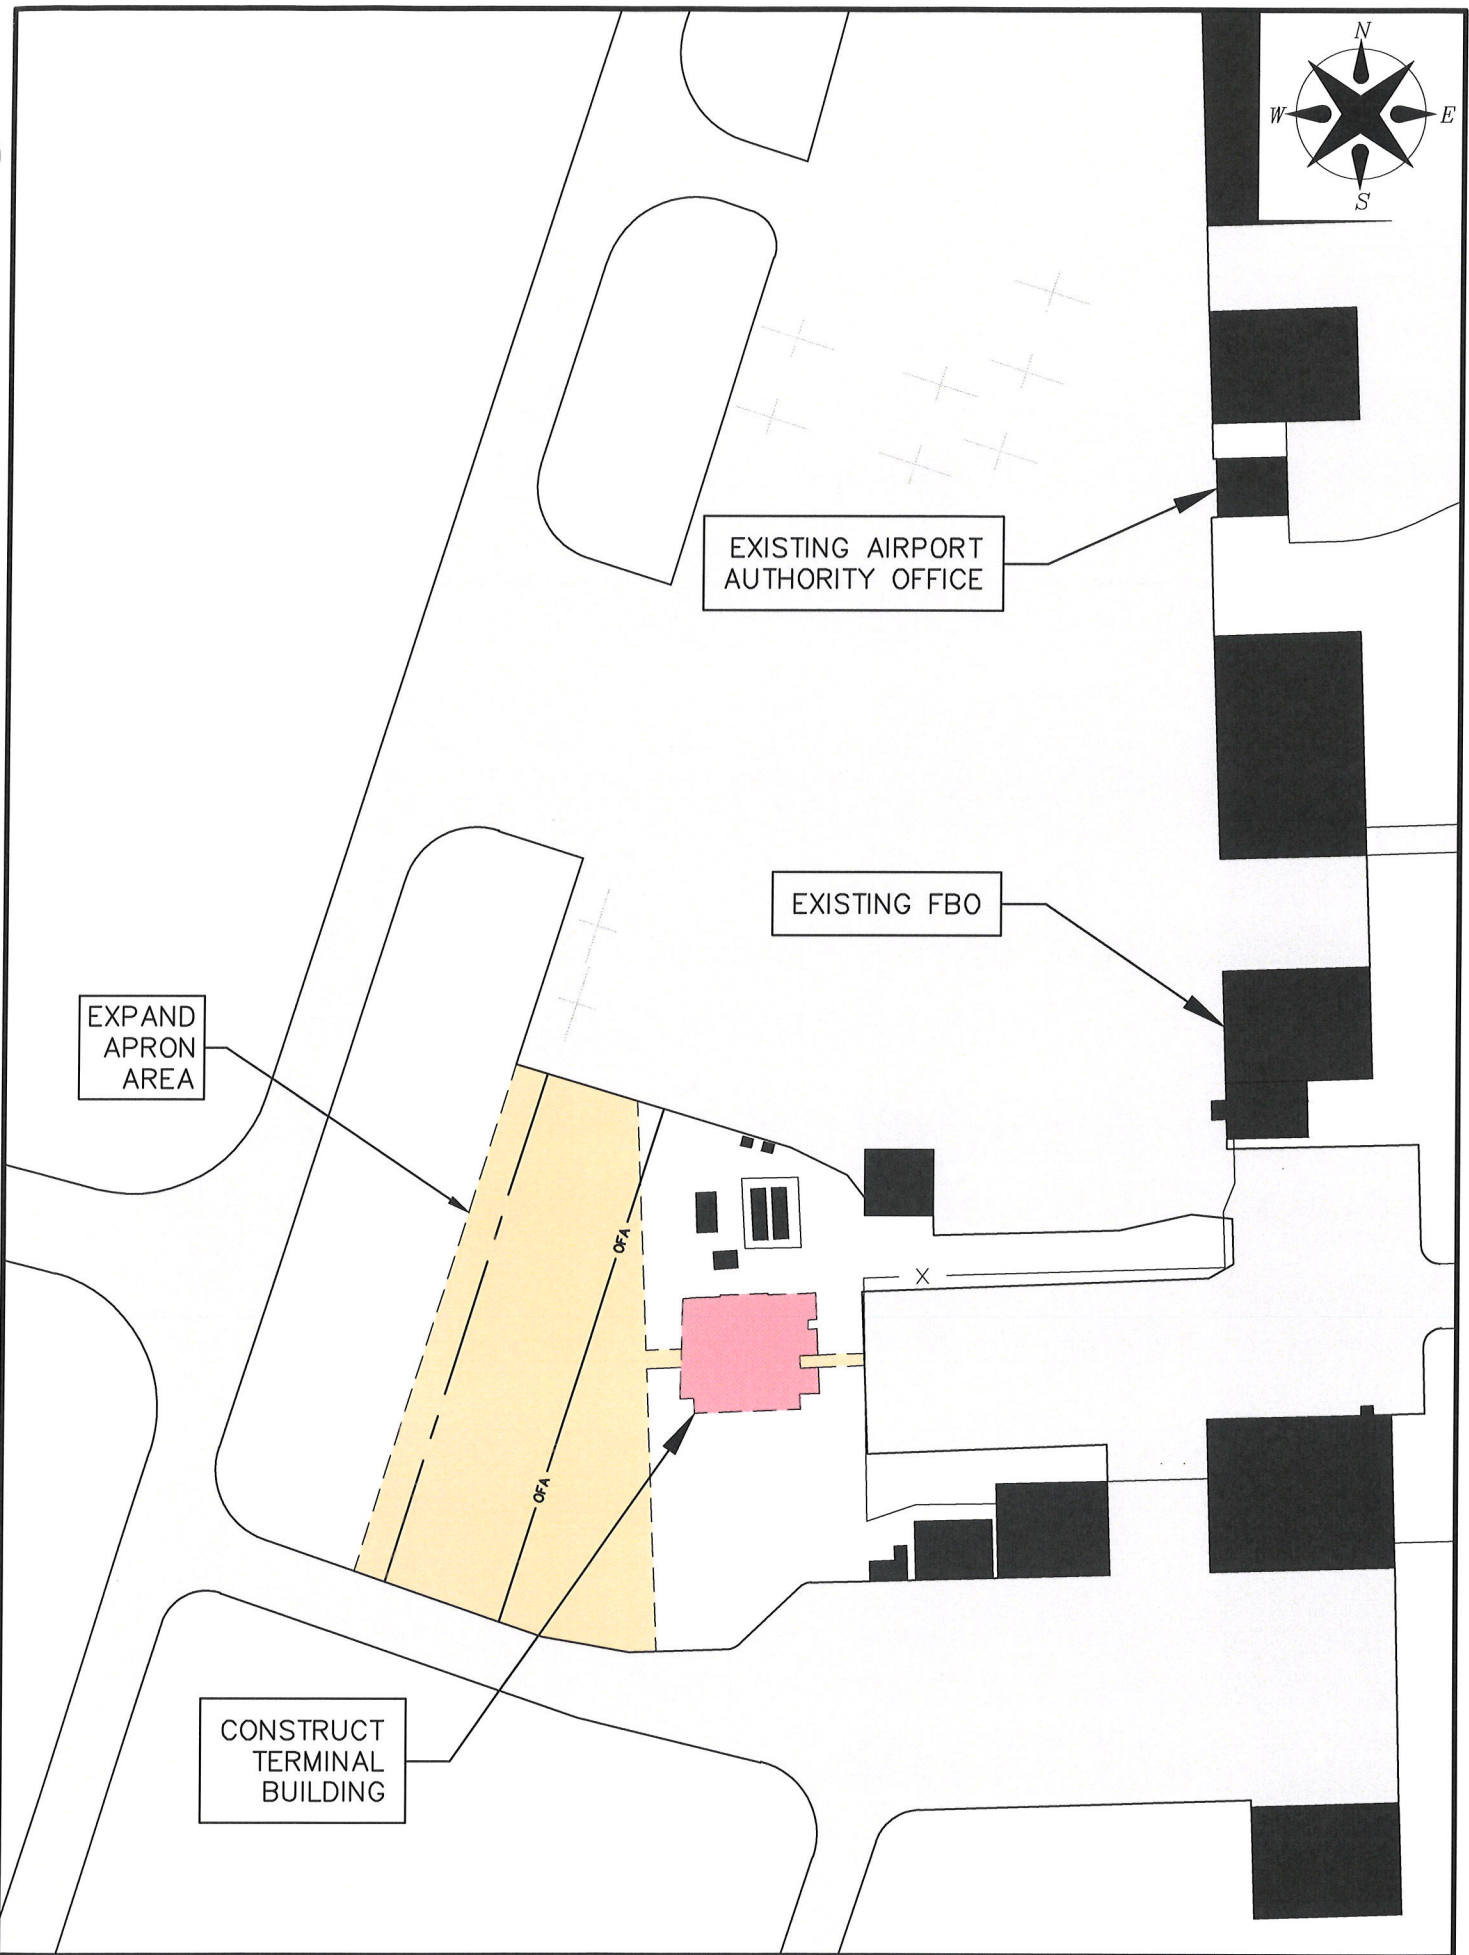 N
W E
S
EXISTING AIRPORT
AUTHORITY OFFICE
EXISTING FBO
EXPAND
APRON
AREA
OFA
X
OFA
CONSTRUCT
TERMINAL
BUILDING